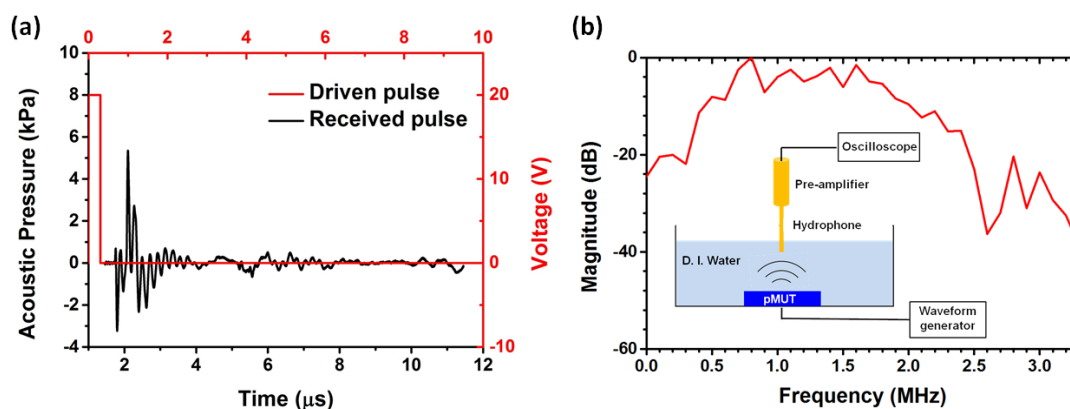 (a)
0 2 4 6 8 10
10
8
6
4
2
0
-2
-4
20
10
0
-10
Acoustic Pressure (kPa)
Voltage (V)
Driven pulse
Received pulse
2 4 6 8 10 12 14
Time (μs)
(b)
0
-20
-40
-60
Magnitude (dB)
Oscilloscope
Pre-amplifier
Hydrophone
D. I. Water
pMUT
Waveform
generator
0.0 0.5 1.0 1.5 2.0 2.5 3.0
Frequency (MHz)